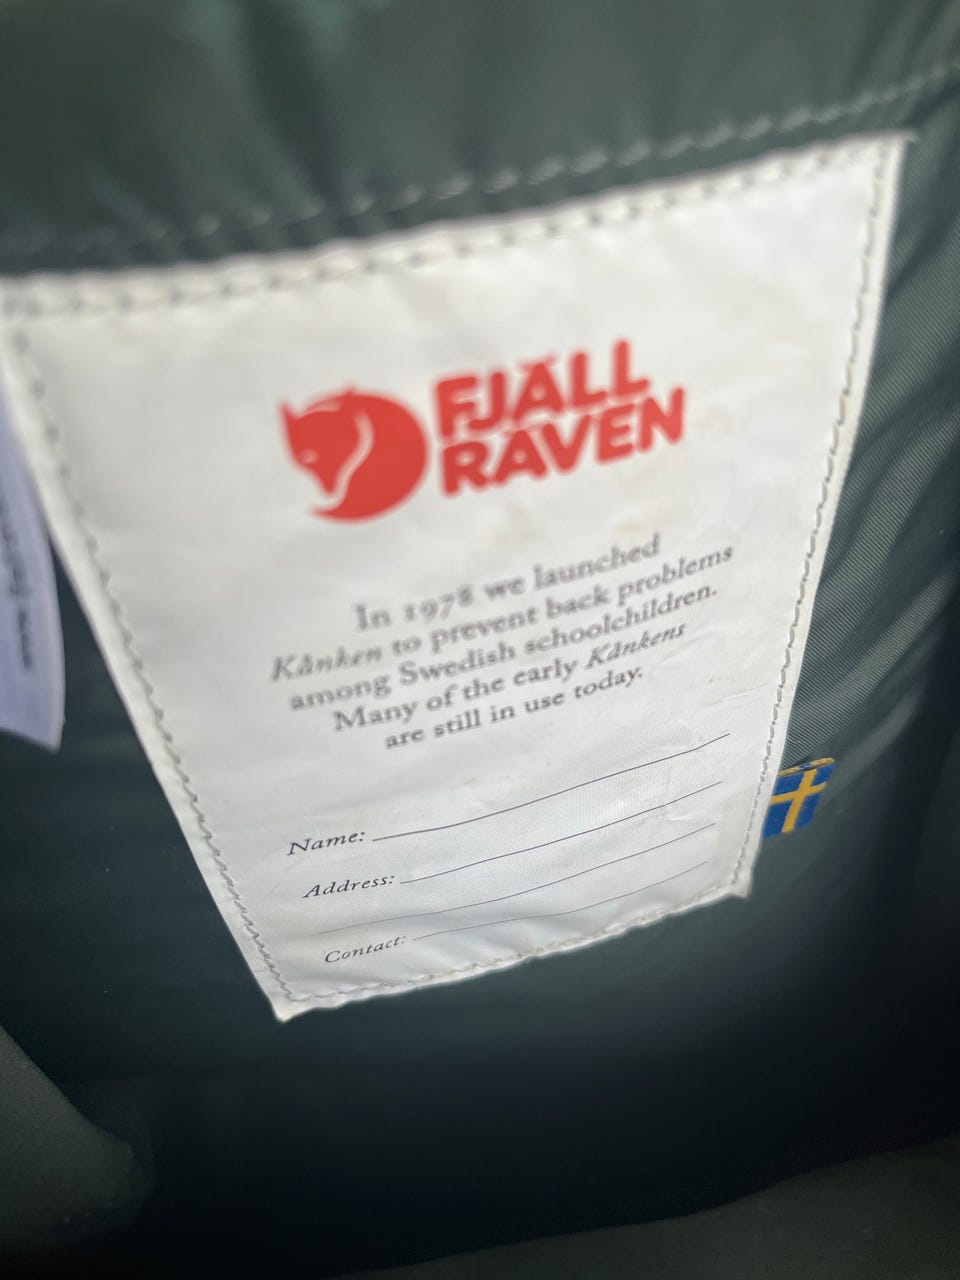 FJÄLL
RÄVEN
In 1978 we launched
Kånken to prevent back problems
among Swedish schoolchildren.
Many of the early Kånkens
are still in use today.
Name:
Address:
Contact: